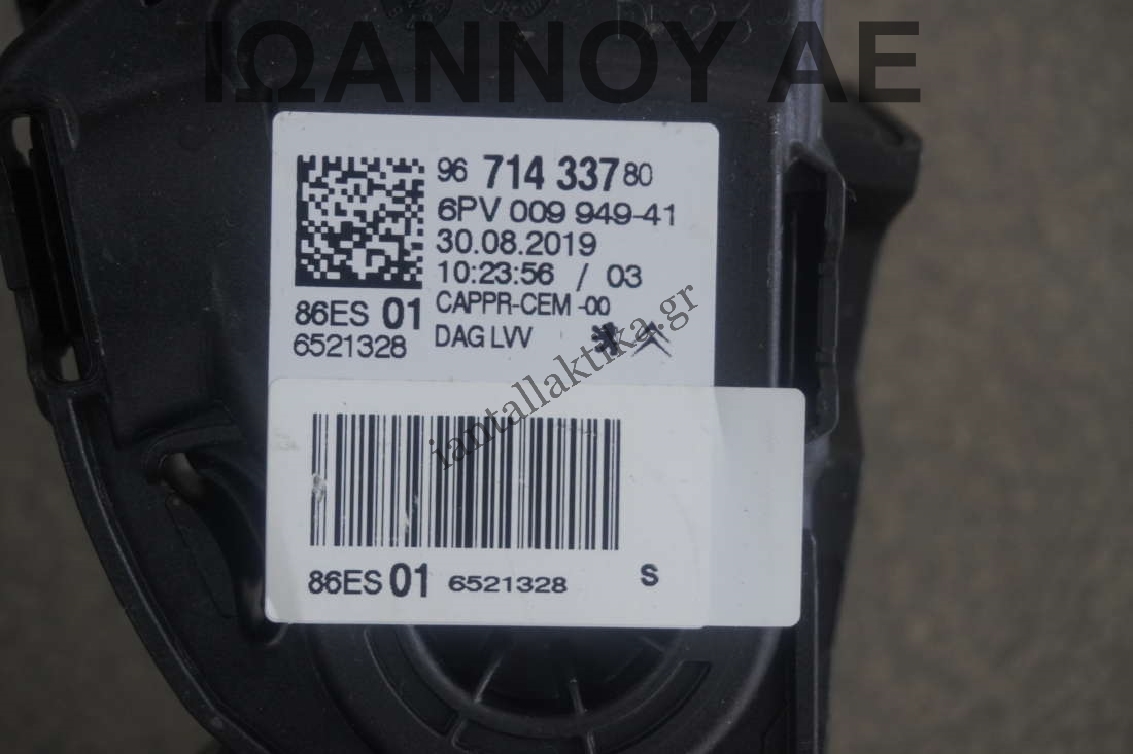 ΙΩΑΝΝΟΥ ΑΕ
96 714 337 80
6PV 009 949-41
30.08.2019
10:23:56 / 03
CAPPR-CEM -00
DAG LVV
86ES 01
6521328
iantallaktika.gr
86ES 01 6521328 S